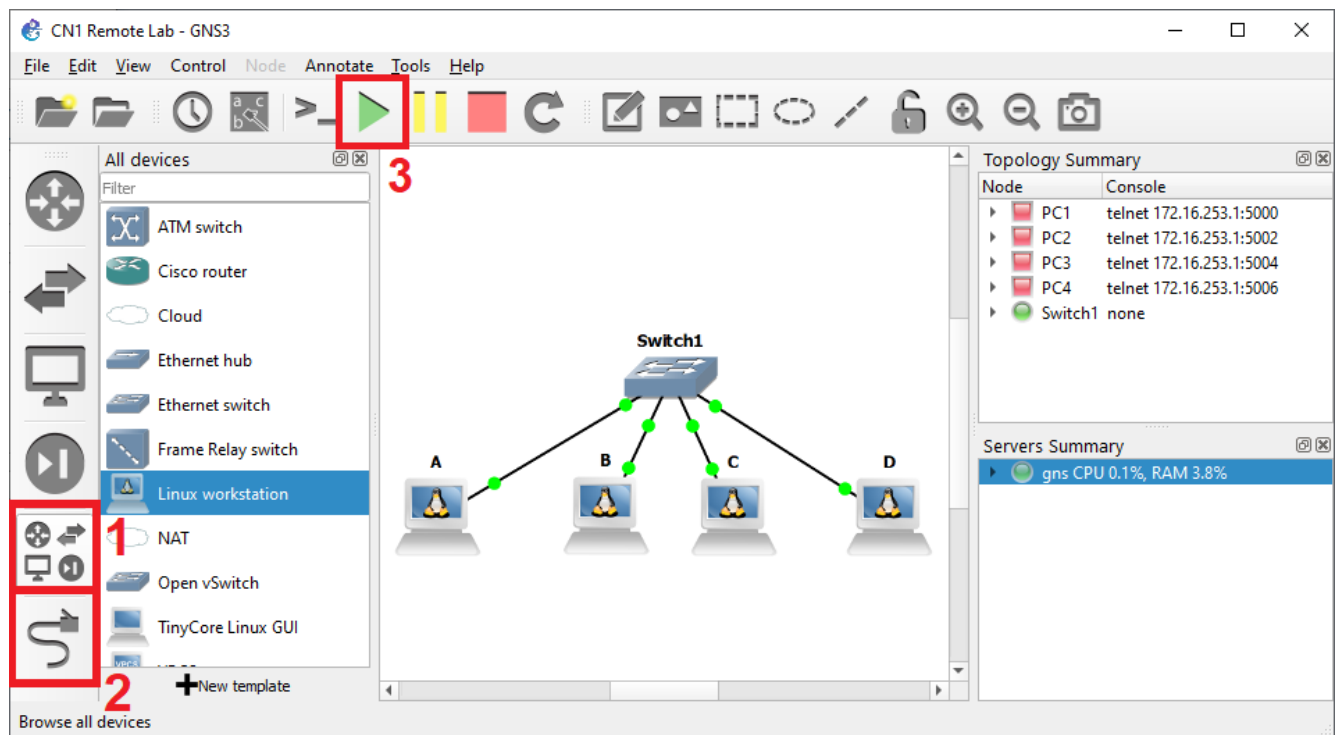 CN1 Remote Lab - GNS3
File Edit View Control Node Annotate Tools Help
a c
b
3
All devices
Filter
ATM switch
Cisco router
Cloud
Ethernet hub
Ethernet switch
Frame Relay switch
Linux workstation
NAT
Open vSwitch
TinyCore Linux GUI
New template
1
2
Browse all devices
Switch1
A
B
C
D
Topology Summary
Node Console
PC1 telnet 172.16.253.1:5000
PC2 telnet 172.16.253.1:5002
PC3 telnet 172.16.253.1:5004
PC4 telnet 172.16.253.1:5006
Switch1 none
Servers Summary
gns CPU 0.1%, RAM 3.8%